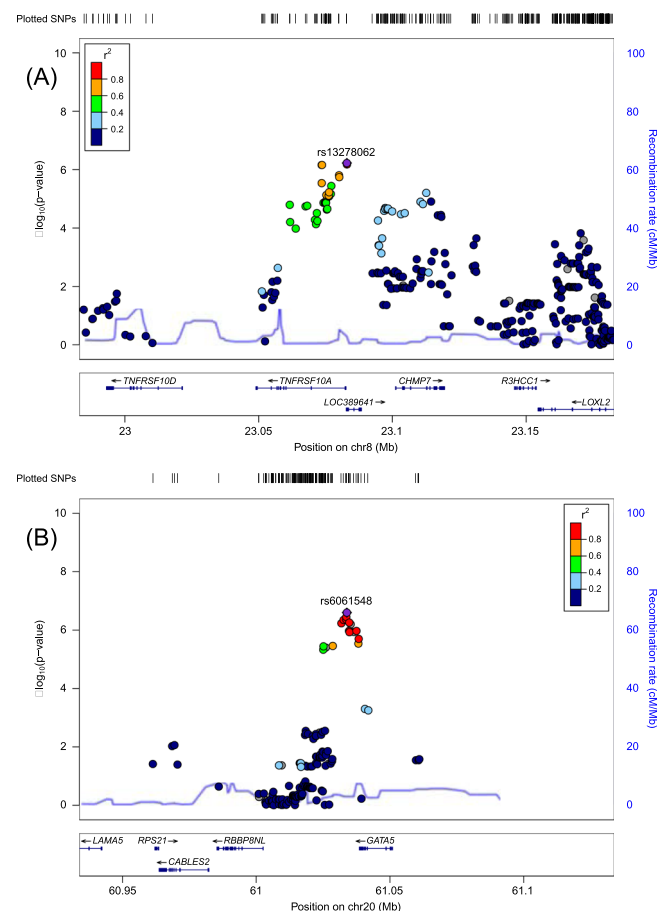 Plotted SNPs
(A)
r2
0.8
0.6
0.4
0.2
rs13278062
10
8
6
4
2
0
□log10(p−value)
100
80
60
40
20
0
Recombination rate (cM/Mb)
←TNFRSF10D
←TNFRSF10A
CHMP7→
R3HCC1→
LOC389641→
←LOXL2
23
23.05
23.1
23.15
Position on chr8 (Mb)
Plotted SNPs
(B)
r2
0.8
0.6
0.4
0.2
rs6061548
10
8
6
4
2
0
□log10(p−value)
100
80
60
40
20
0
Recombination rate (cM/Mb)
←LAMA5
RPS21→
←RBBP8NL
←GATA5
←CABLES2
60.95
61
61.05
61.1
Position on chr20 (Mb)